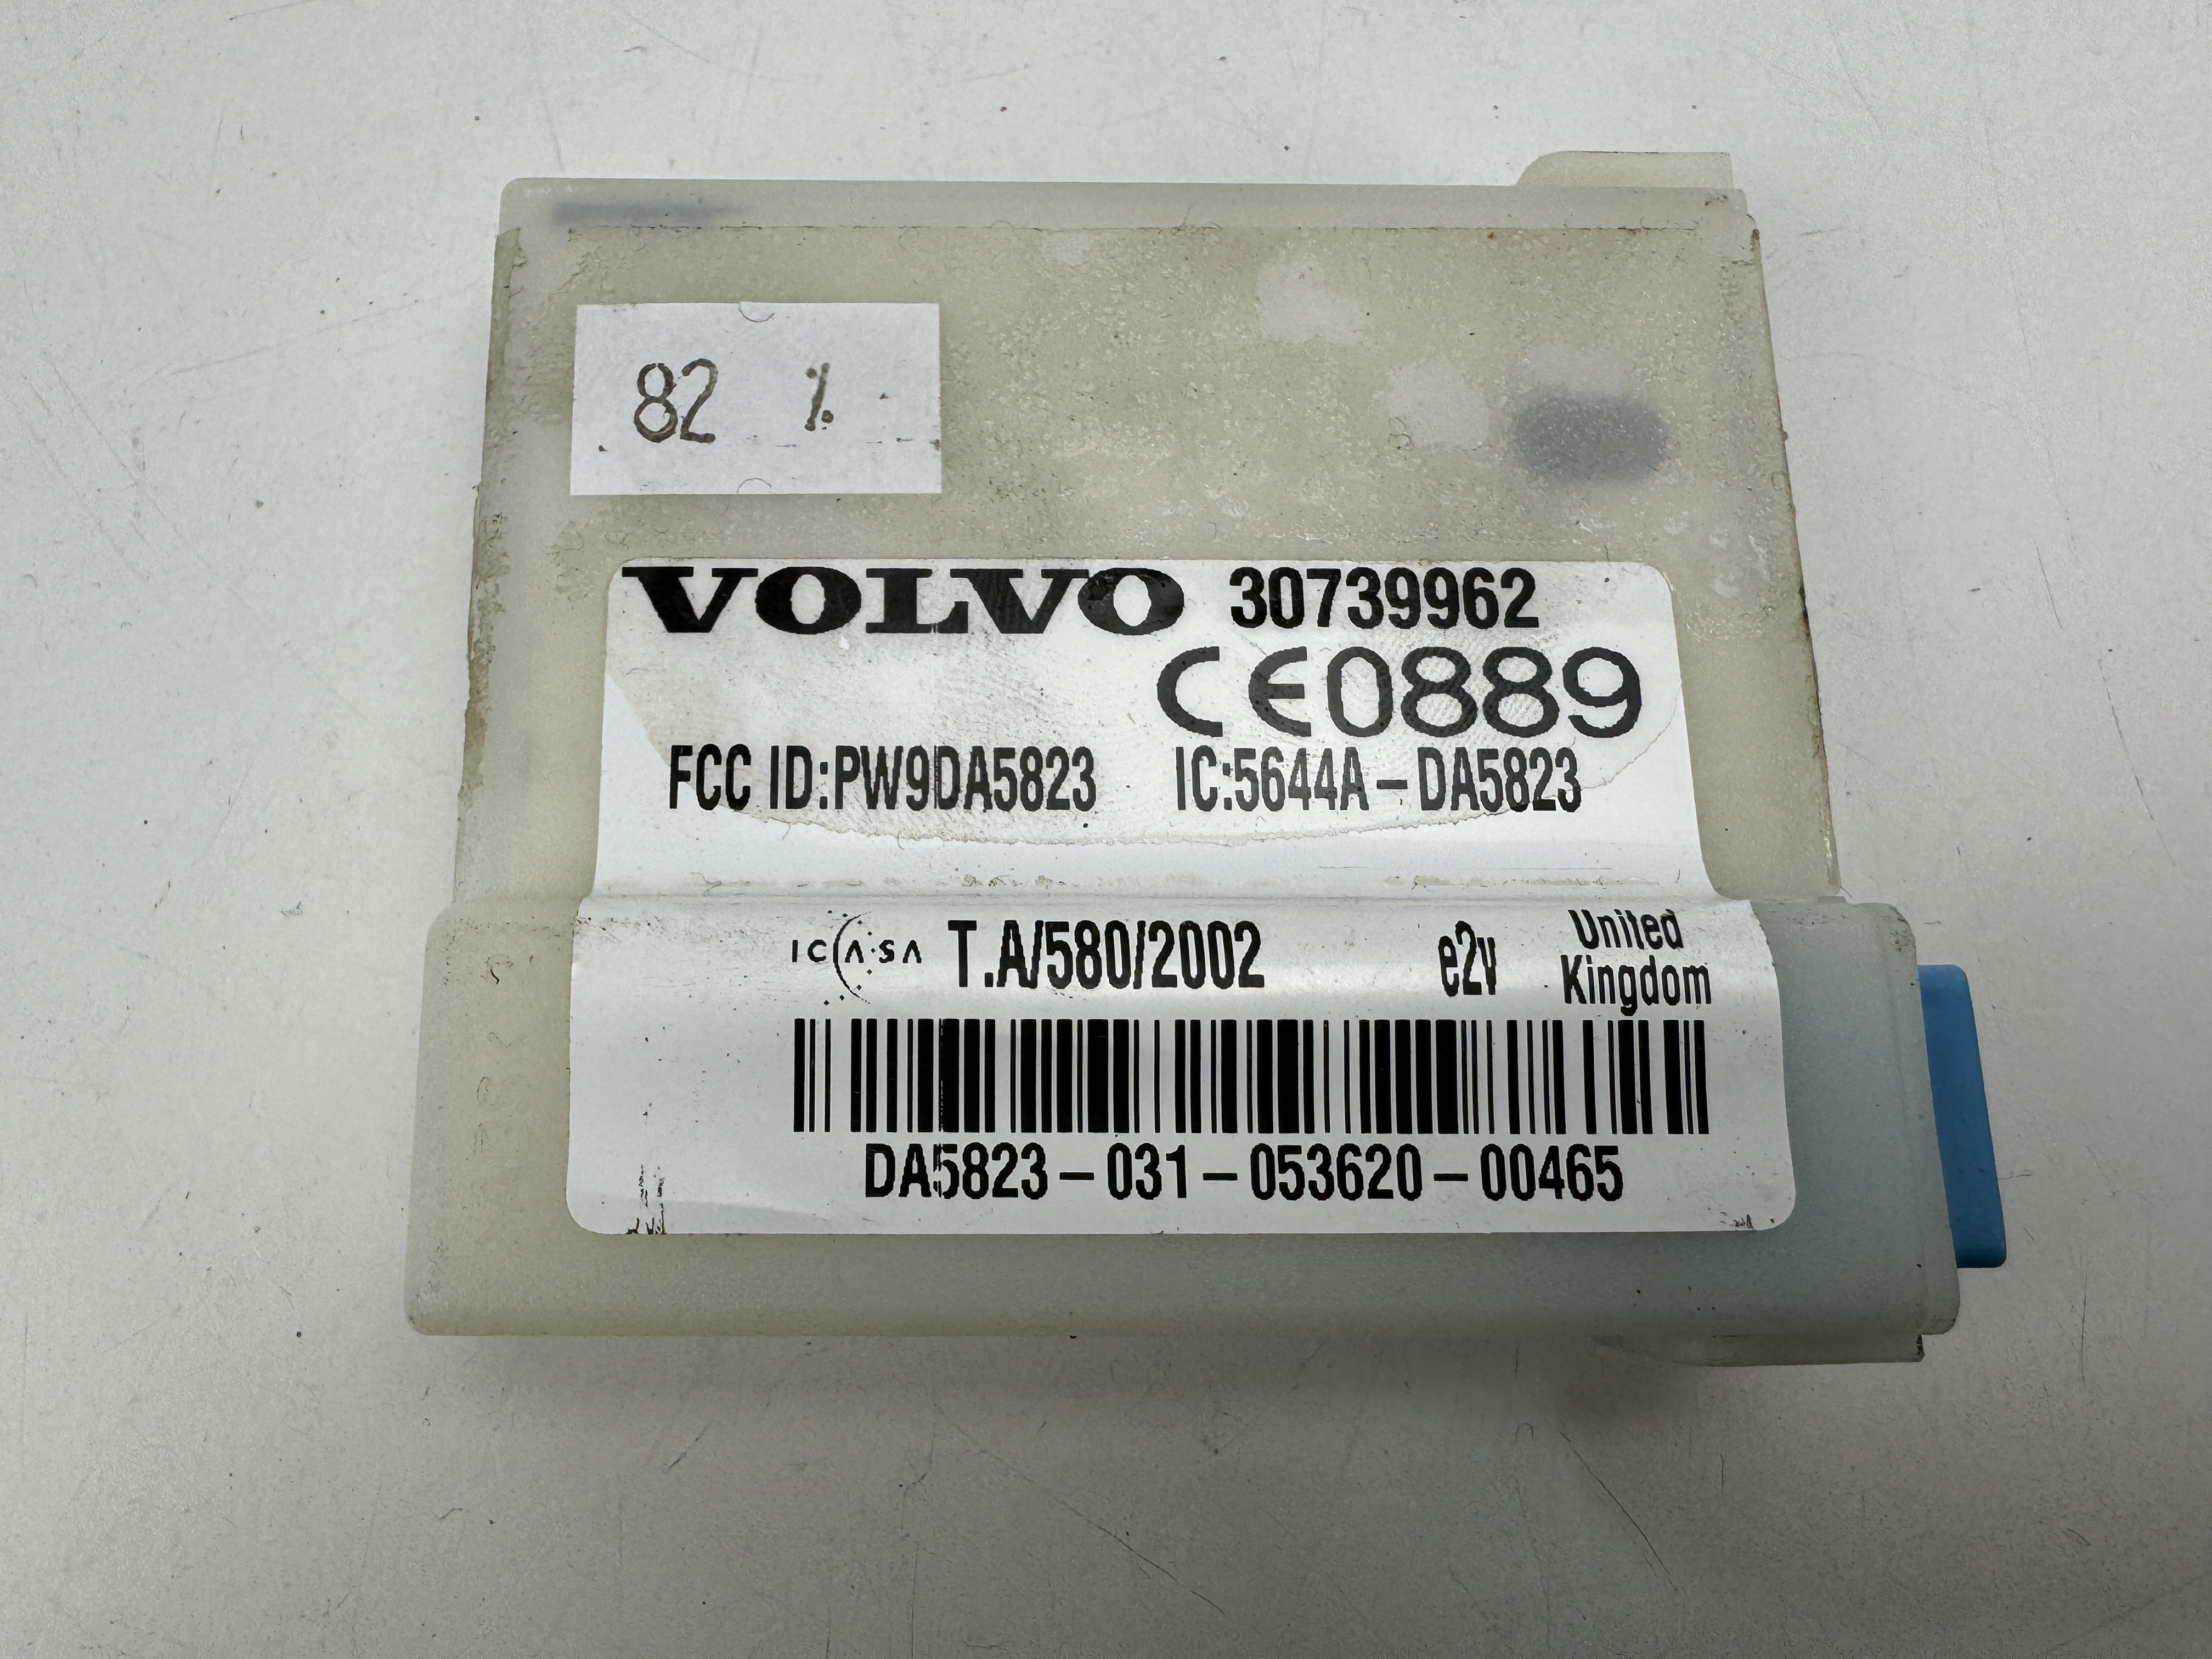 82 %
VOLVO 30739962
CE0889
FCC ID:PW9DA5823 IC:5644A-DA5823
ICASA T.A/580/2002 e2v United Kingdom
DA5823-031-053620-00465